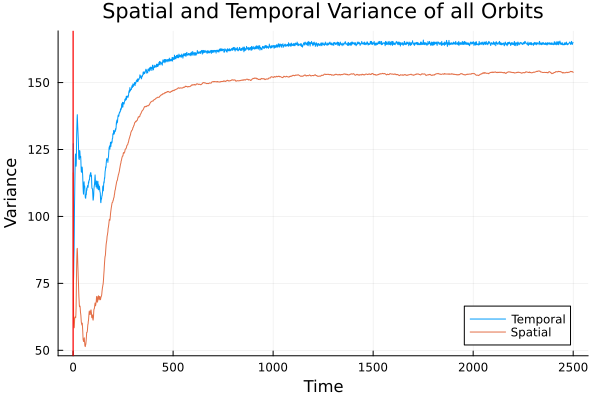 Spatial and Temporal Variance of all Orbits
Variance
150
125
100
75
50
Temporal
Spatial
0 500 1000 1500 2000 2500
Time